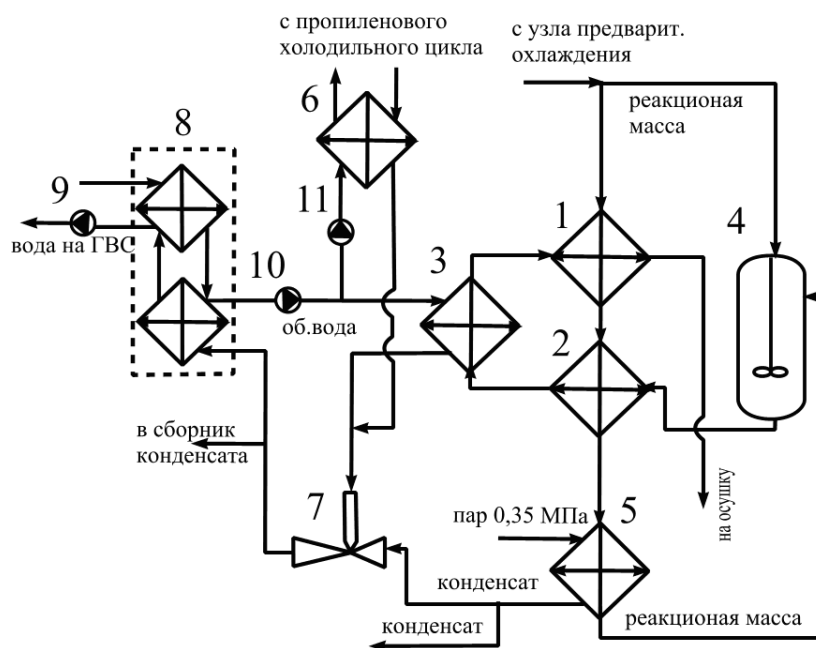 с пропиленового
холодильного цикла
с узла предварит.
охлаждения
реакционая
масса
6
8
9
11
1
4
вода на ГВС
10
3
об.вода
2
в сборник
конденсата
7
пар 0,35 МПа
5
на осушку
конденсат
конденсат
реакционая масса